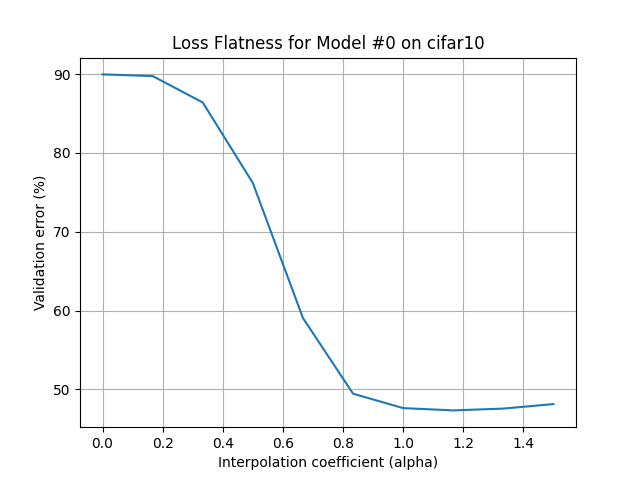 Loss Flatness for Model #0 on cifar10
90
80
70
60
50
Validation error (%)
0.0 0.2 0.4 0.6 0.8 1.0 1.2 1.4
Interpolation coefficient (alpha)